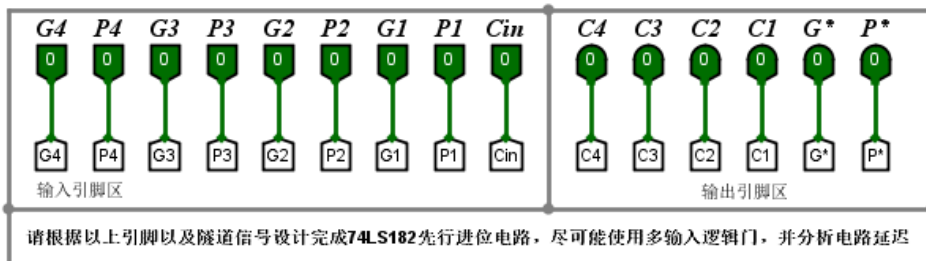 G4 P4 G3 P3 G2 P2 G1 P1 Cin C4 C3 C2 C1 G* P*
0 0 0 0 0 0 0 0 0 0 0 0 0 0 0
G4 P4 G3 P3 G2 P2 G1 P1 Cin C4 C3 C2 C1 G* P*
输入引脚区 输出引脚区
请根据以上引脚以及隧道信号设计完成74LS182先行进位电路，尽可能使用多输入逻辑门，并分析电路延迟